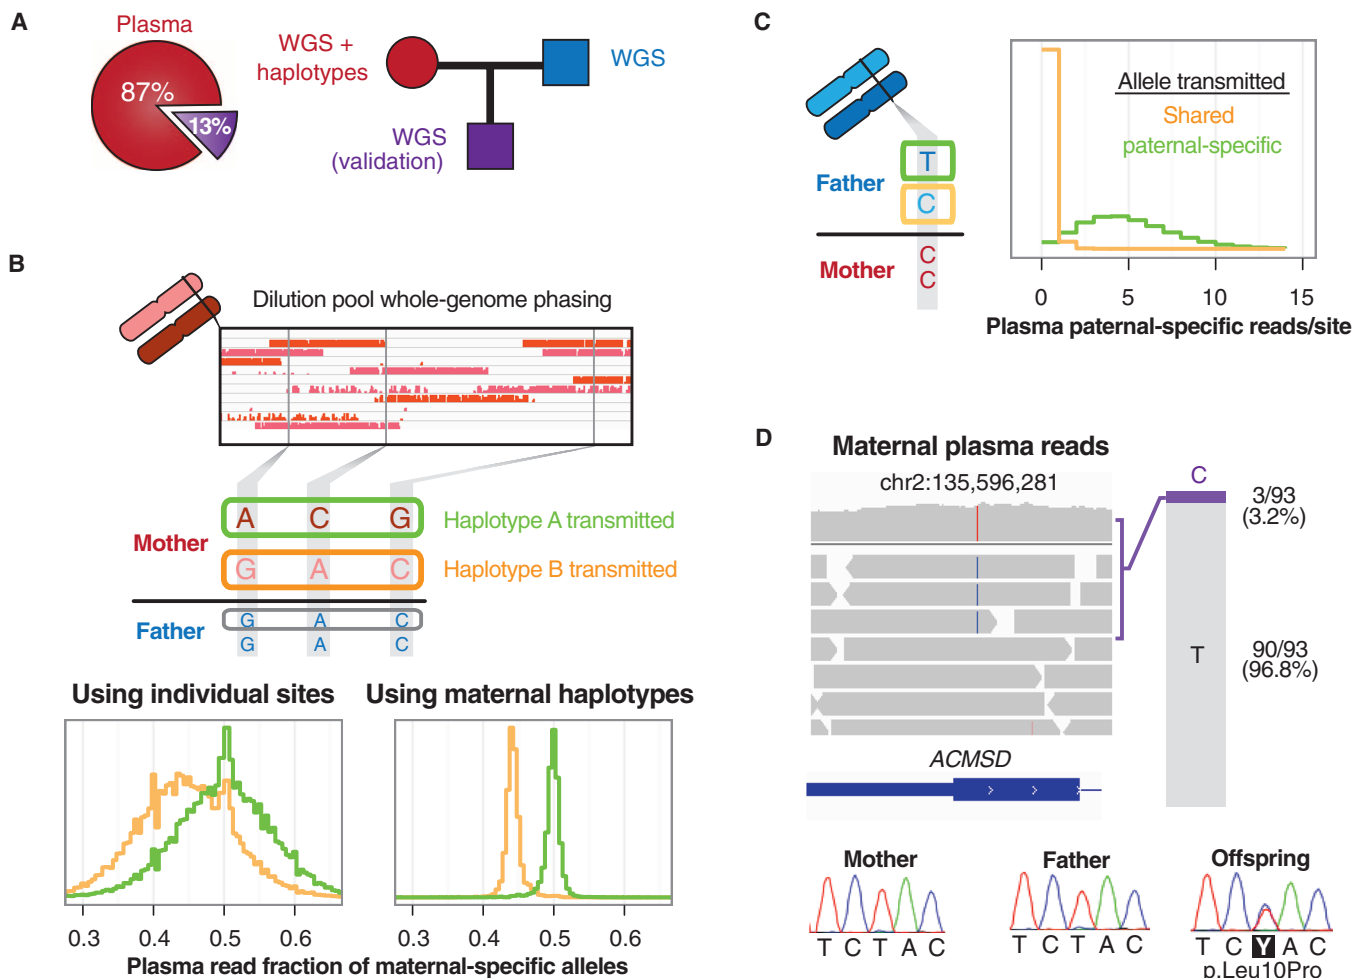 A
Plasma
87%
13%
WGS +
haplotypes
WGS
WGS
(validation)
B
Dilution pool whole-genome phasing
A C G
Haplotype A transmitted
Mother
G A C
Haplotype B transmitted
Father
G A C
G A C
Using individual sites
Using maternal haplotypes
0.3 0.4 0.5 0.6
0.3 0.4 0.5 0.6
Plasma read fraction of maternal-specific alleles
C
Allele transmitted
Shared
paternal-specific
Father
T
C
Mother
C
C
0 5 10 15
Plasma paternal-specific reads/site
D
Maternal plasma reads
chr2:135,596,281
C
3/93
(3.2%)
T
90/93
(96.8%)
ACMSD
Mother
T C T A C
Father
T C T A C
Offspring
T C Y A C
p.Leu10Pro